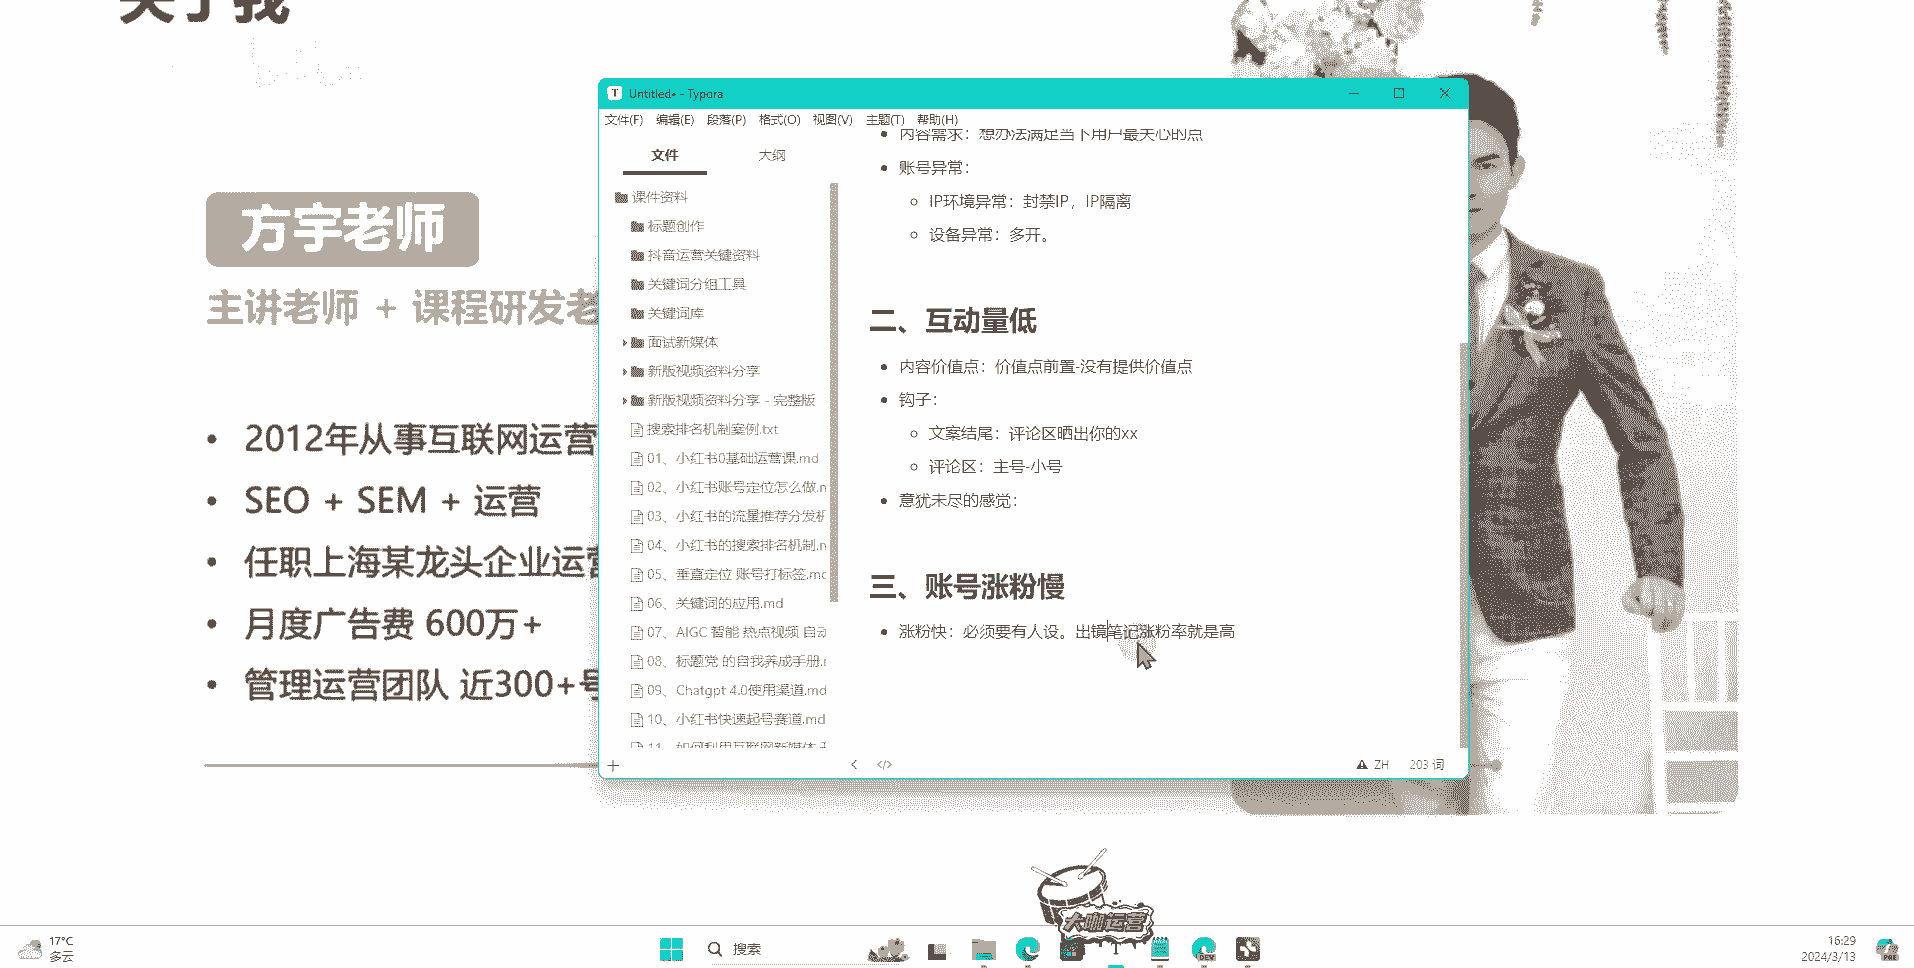 关于我
方宇老师
主讲老师 + 课程研发老
2012年从事互联网运营
SEO + SEM + 运营
任职上海某龙头企业运营
月度广告费 600万+
管理运营团队 近300+号
Untitled• - Typora
文件(F) 编辑(E) 段落(P) 格式(O) 视图(V) 主题(T) 帮助(H)
文件 大纲
课件资料
标题创作
抖音运营关键资料
关键词分组工具
关键词库
面试新媒体
新版视频资料分享
新版视频资料分享 - 完整版
搜索排名机制案例.txt
01、小红书0基础运营课.md
02、小红书账号定位怎么做.n
03、小红书的流量推荐分发机
04、小红书的搜索排名机制.n
05、垂直定位 账号打标签.mc
06、关键词的应用.md
07、AIGC 智能 热点视频 自动
08、标题党 的自我养成手册.r
09、Chatgpt 4.0使用渠道.md
10、小红书快速起号赛道.md
11、如何利用互联网新媒体
内容需求：想办法满足当下用户最关心的点
账号异常：
IP环境异常：封禁IP，IP隔离
设备异常：多开。
二、互动量低
内容价值点：价值点前置-没有提供价值点
钩子：
文案结尾：评论区晒出你的xx
评论区：主号-小号
意犹未尽的感觉：
三、账号涨粉慢
涨粉快：必须要有人设。出镜笔记涨粉率就是高
ZH 203 词
大咖运营
17°C
多云
搜索
DEV
16:29
2024/3/13
PRE